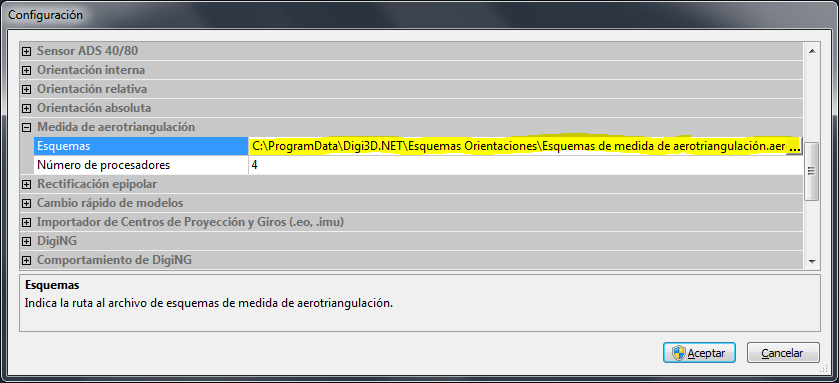 Configuración
Sensor ADS 40/80
Orientación interna
Orientación relativa
Orientación absoluta
Medida de aerotriangulación
Esquemas C:\ProgramData\Digi3D.NET\Esquemas Orientaciones\Esquemas de medida de aerotriangulación.aer ...
Número de procesadores 4
Rectificación epipolar
Cambio rápido de modelos
Importador de Centros de Proyección y Giros (.eo, .imu)
DigiNG
Comportamiento de DigiNG
Esquemas
Indica la ruta al archivo de esquemas de medida de aerotriangulación.
Aceptar Cancelar